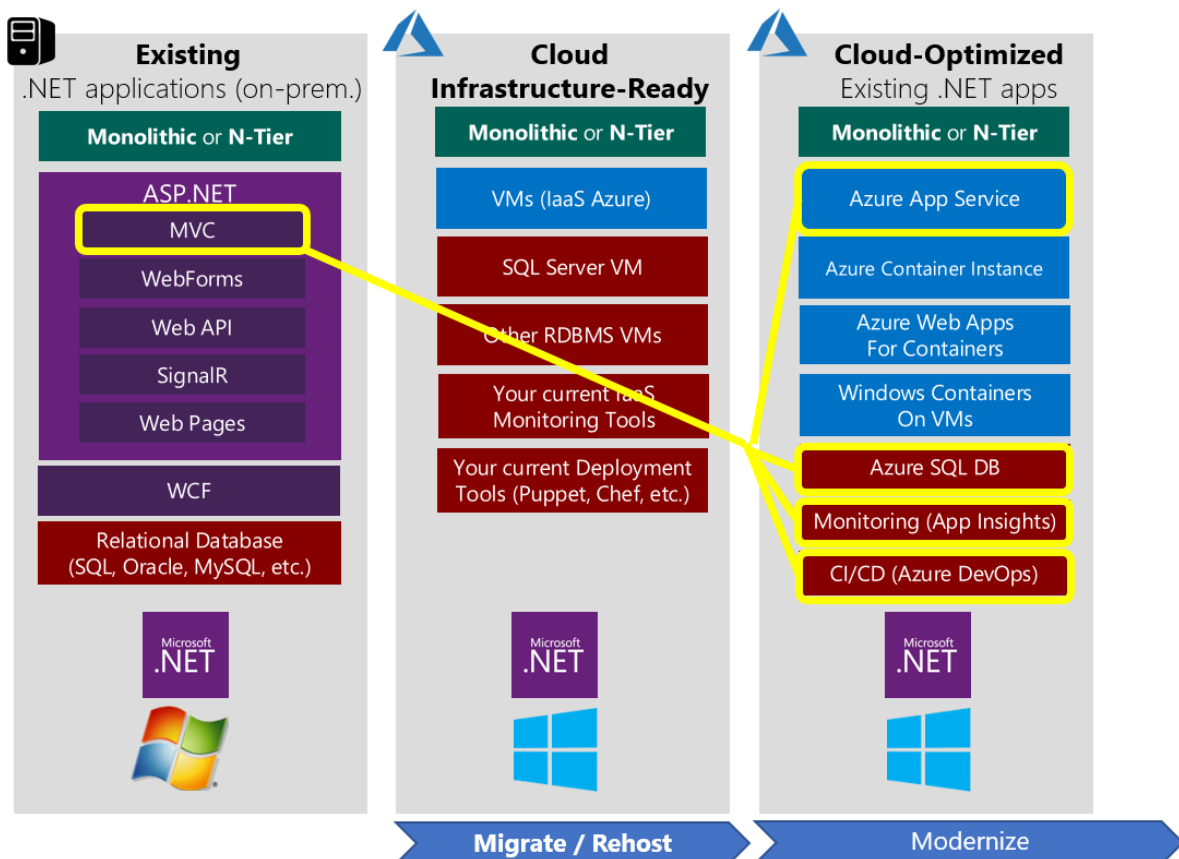 Existing
.NET applications (on-prem.)
Monolithic or N-Tier
ASP.NET
MVC
WebForms
Web API
SignalR
Web Pages
WCF
Relational Database
(SQL, Oracle, MySQL, etc.)
Microsoft
.NET
Cloud
Infrastructure-Ready
Monolithic or N-Tier
VMs (IaaS Azure)
SQL Server VM
Other RDBMS VMs
Your current IaaS
Monitoring Tools
Your current Deployment
Tools (Puppet, Chef, etc.)
Microsoft
.NET
Cloud-Optimized
Existing .NET apps
Monolithic or N-Tier
Azure App Service
Azure Container Instance
Azure Web Apps
For Containers
Windows Containers
On VMs
Azure SQL DB
Monitoring (App Insights)
CI/CD (Azure DevOps)
Microsoft
.NET
Migrate / Rehost
Modernize